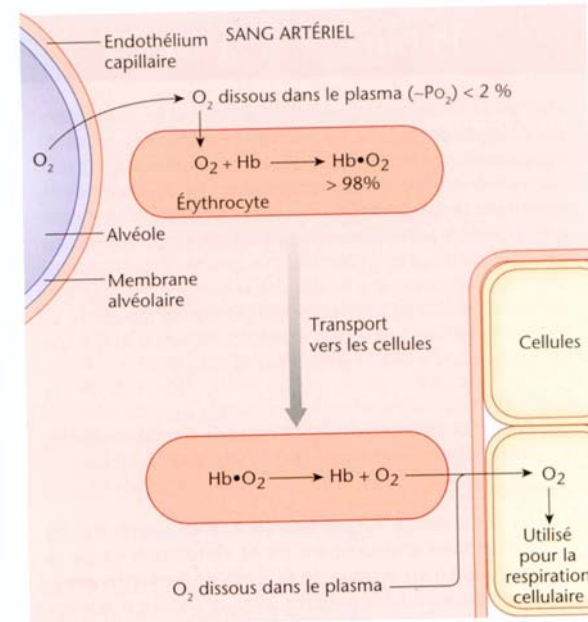 SANG ARTÉRIEL
Endothélium
capillaire
O₂ dissous dans le plasma (~PO₂) < 2 %
O₂
O₂ + Hb → Hb•O₂
> 98%
Érythrocyte
Alvéole
Membrane
alvéolaire
Transport
vers les cellules
Cellules
Hb•O₂ → Hb + O₂ → O₂
Utilisé
pour la
respiration
cellulaire
O₂ dissous dans le plasma